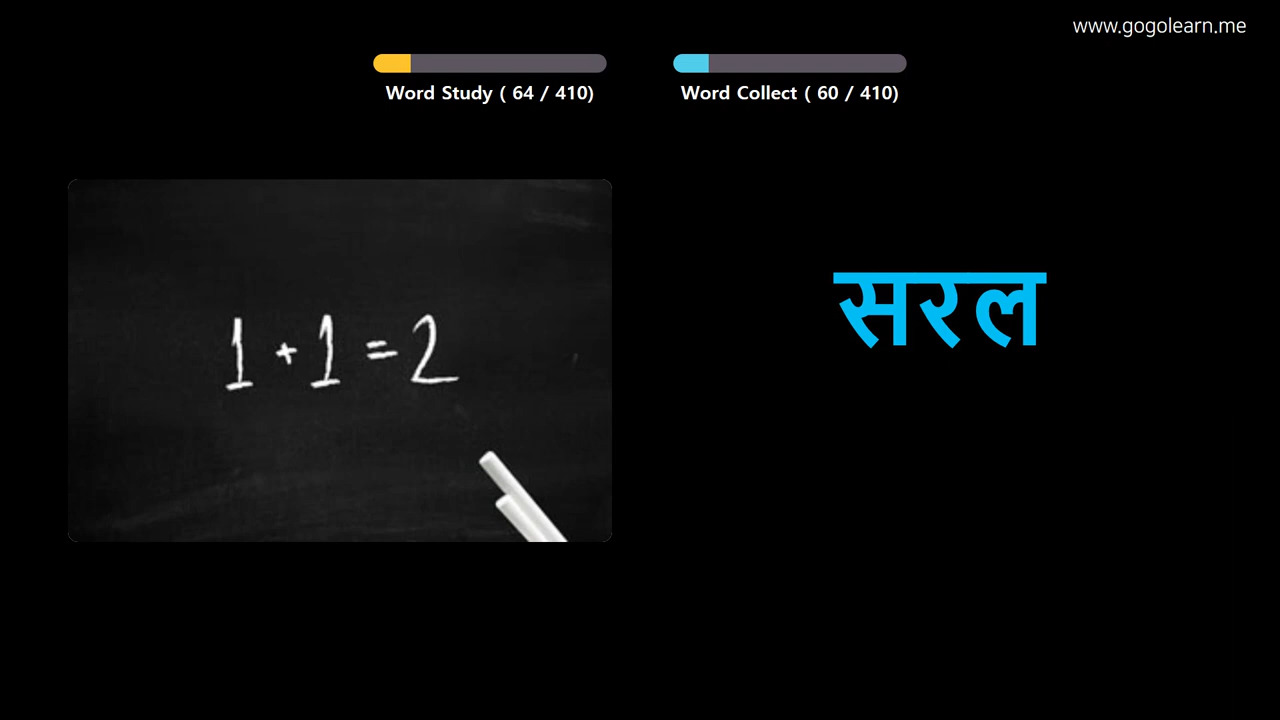 www.gogolearn.me
Word Study ( 64 / 410)
Word Collect ( 60 / 410)
1 + 1 = 2
सरल